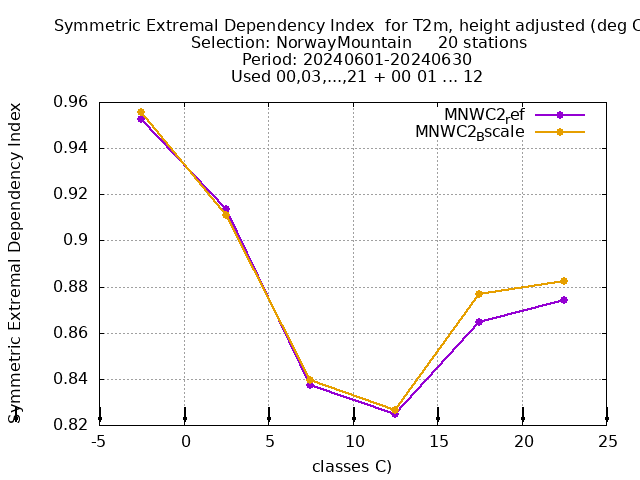 Symmetric Extremal Dependency Index for T2m, height adjusted (deg C
Selection: NorwayMountain 20 stations
Period: 20240601-20240630
Used 00,03,...,21 + 00 01 ... 12
Symmetric Extremal Dependency Index
0.96
0.94
0.92
0.9
0.88
0.86
0.84
0.82
MNWC2ref
MNWC2Bscale
-5 0 5 10 15 20 25
classes C)